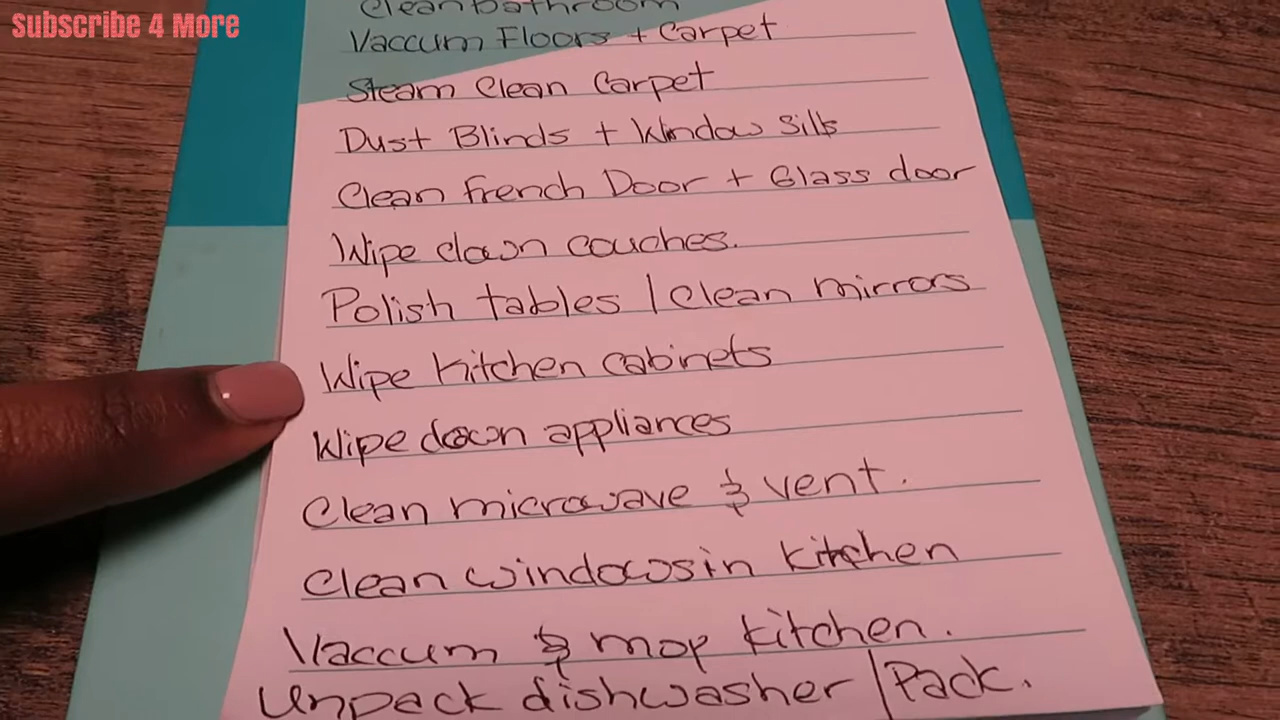 Subscribe 4 More
Clean bathroom
Vaccum Floors + Carpet
Steam Clean Carpet
Dust Blinds + Window Sills
Clean french Door + Glass door
Wipe down couches.
Polish tables / Clean mirrors
Wipe kitchen cabinets
Wipe down appliances
Clean microwave & vent.
Clean windows in kitchen
Vaccum & mop kitchen.
Unpack dishwasher / Pack.